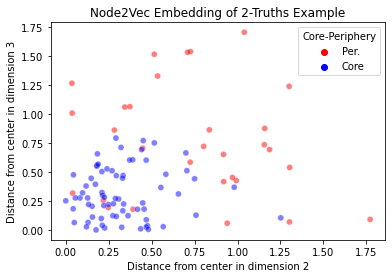 Node2Vec Embedding of 2-Truths Example
Core-Periphery
Per.
Core
Distance from center in dimension 3
1.75
1.50
1.25
1.00
0.75
0.50
0.25
0.00
0.00 0.25 0.50 0.75 1.00 1.25 1.50 1.75
Distance from center in dimension 2